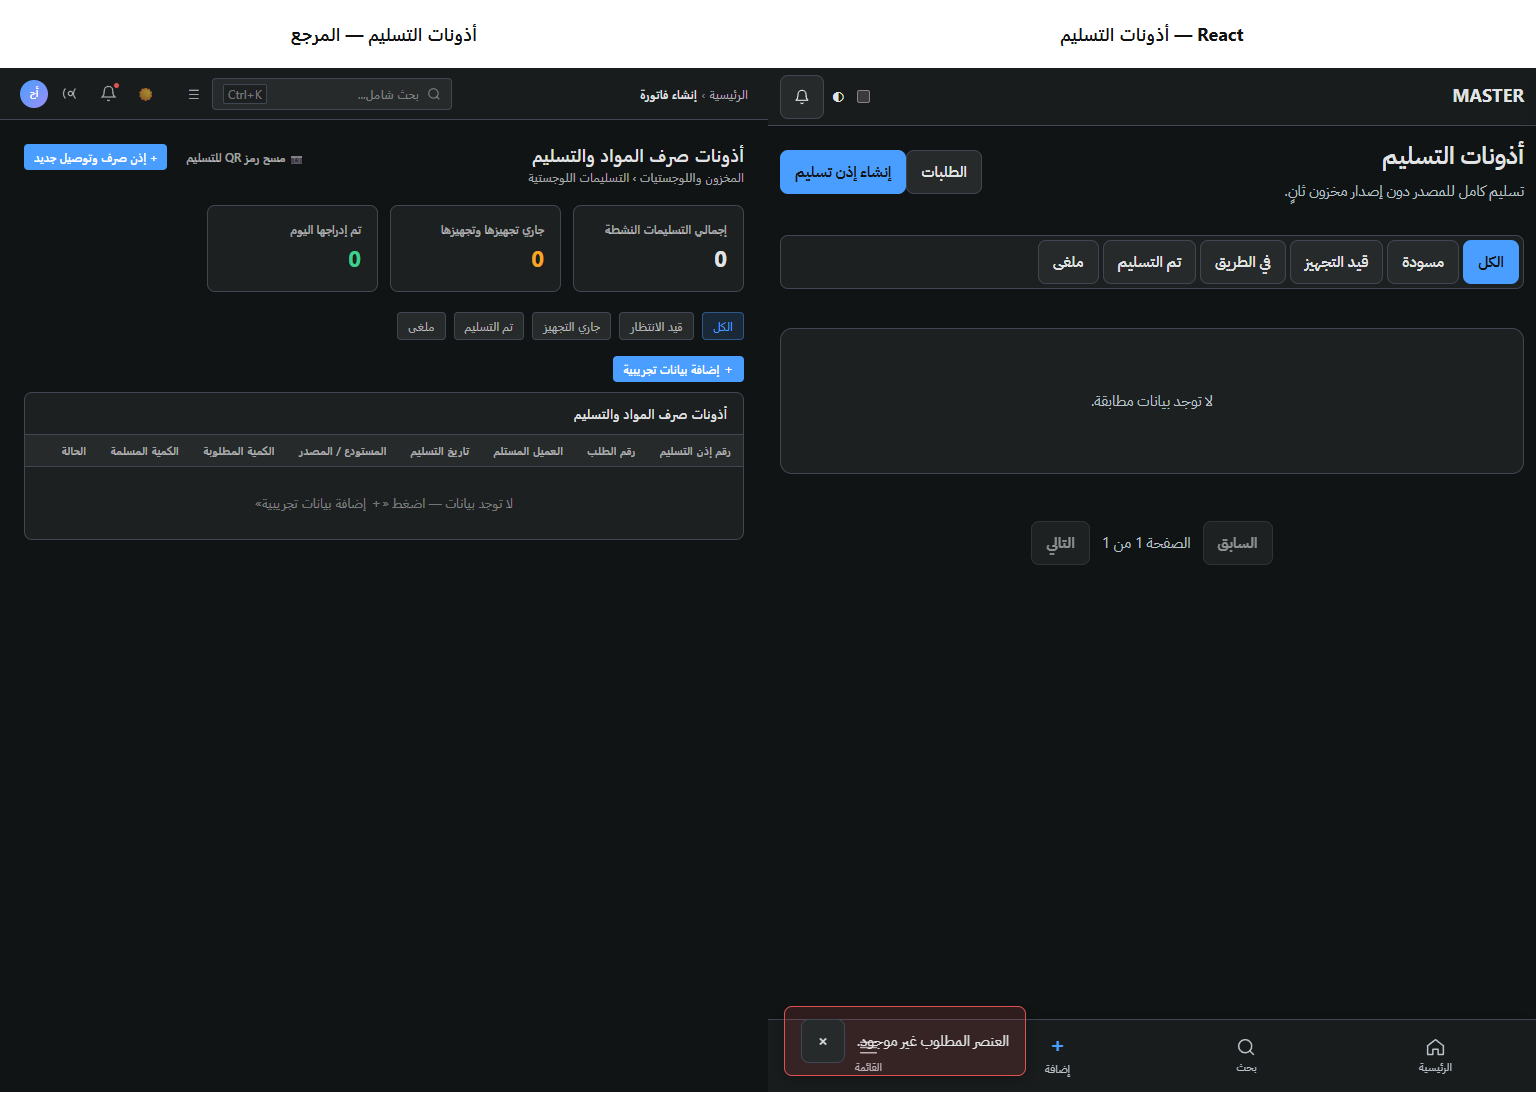 React — أذونات التسليم
MASTER
أذونات التسليم
تسليم كامل للمصدر دون إصدار مخزون ثانٍ.
الطلبات
إنشاء إذن تسليم
الكل
مسودة
قيد التجهيز
في الطريق
تم التسليم
ملغى
لا توجد بيانات مطابقة.
السابق
الصفحة 1 من 1
التالي
الرئيسية
بحث
+
إضافة
القائمة
العنصر المطلوب غير موجود.
×
أذونات التسليم — المرجع
الرئيسية › إنشاء فاتورة
بحث شامل...
Ctrl+K
أج
أذونات صرف المواد والتسليم
المخزون واللوجستيات › التسليمات اللوجستية
مسح رمز QR للتسليم
+ إذن صرف وتوصيل جديد
إجمالي التسليمات النشطة
0
جاري تجهيزها وتجهيزها
0
تم إدراجها اليوم
0
الكل
قيد الانتظار
جاري التجهيز
تم التسليم
ملغى
+ إضافة بيانات تجريبية
أذونات صرف المواد والتسليم
رقم إذن التسليم
رقم الطلب
العميل المستلم
تاريخ التسليم
المستودع / المصدر
الكمية المطلوبة
الكمية المسلمة
الحالة
لا توجد بيانات — اضغط «+ إضافة بيانات تجريبية»